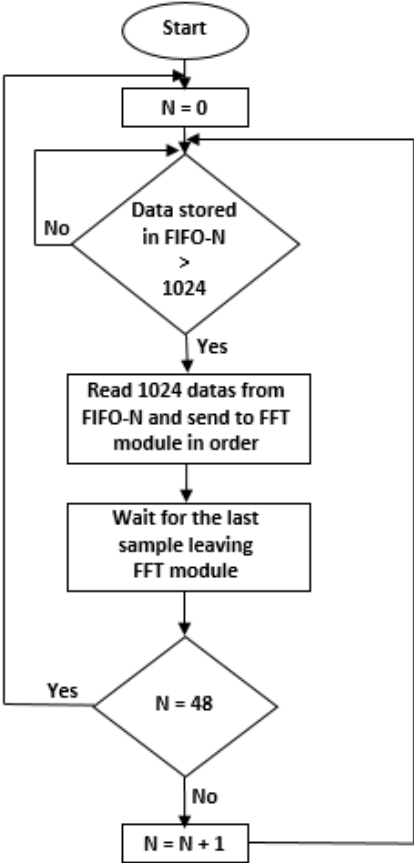 Start
N = 0
Data stored
in FIFO-N
>
1024
No
Yes
Read 1024 datas from
FIFO-N and send to FFT
module in order
Wait for the last
sample leaving
FFT module
Yes
N = 48
No
N = N + 1